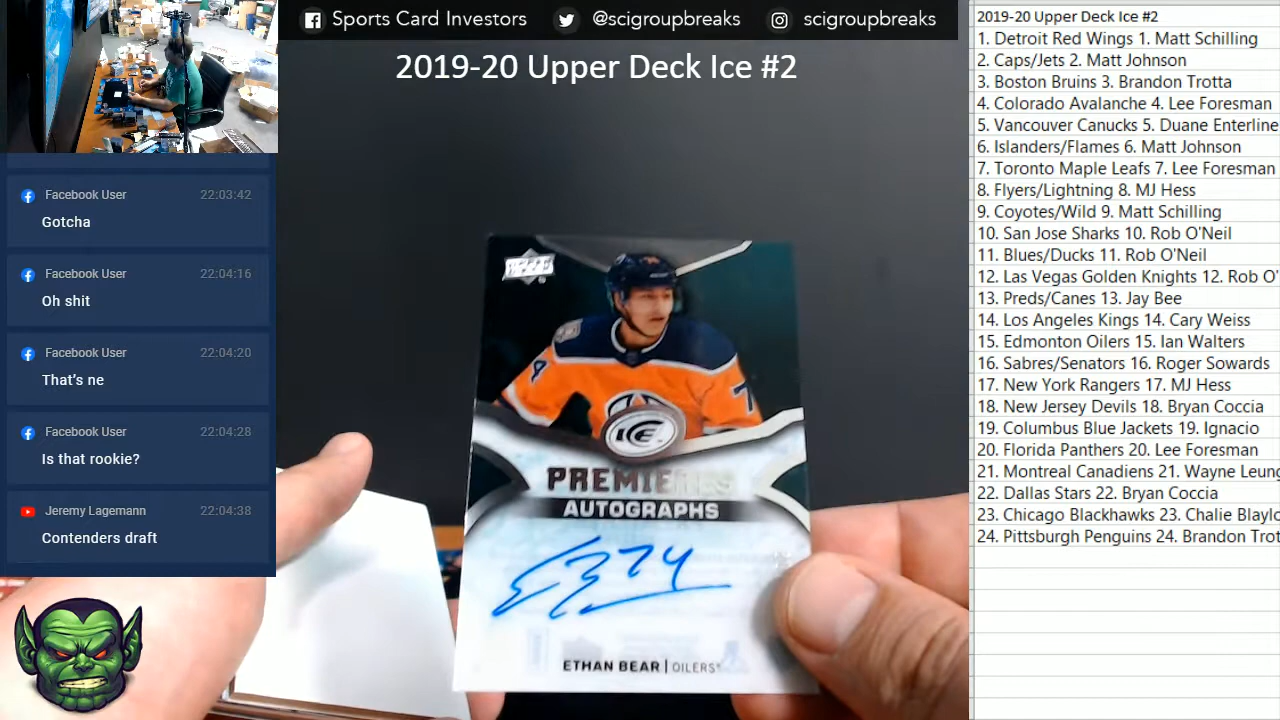 Sports Card Investors
@scigroupbreaks
scigroupbreaks
2019-20 Upper Deck Ice #2
Facebook User 22:03:42
Gotcha
Facebook User 22:04:16
Oh shit
Facebook User 22:04:20
That's ne
Facebook User 22:04:28
Is that rookie?
Jeremy Lagemann 22:04:38
Contenders draft
UPPER DECK
74
7
ICE
PREMIERES
AUTOGRAPHS
ETHAN BEAR | OILERS
2019-20 Upper Deck Ice #2
1. Detroit Red Wings 1. Matt Schilling
2. Caps/Jets 2. Matt Johnson
3. Boston Bruins 3. Brandon Trotta
4. Colorado Avalanche 4. Lee Foresman
5. Vancouver Canucks 5. Duane Enterline
6. Islanders/Flames 6. Matt Johnson
7. Toronto Maple Leafs 7. Lee Foresman
8. Flyers/Lightning 8. MJ Hess
9. Coyotes/Wild 9. Matt Schilling
10. San Jose Sharks 10. Rob O'Neil
11. Blues/Ducks 11. Rob O'Neil
12. Las Vegas Golden Knights 12. Rob O'
13. Preds/Canes 13. Jay Bee
14. Los Angeles Kings 14. Cary Weiss
15. Edmonton Oilers 15. Ian Walters
16. Sabres/Senators 16. Roger Sowards
17. New York Rangers 17. MJ Hess
18. New Jersey Devils 18. Bryan Coccia
19. Columbus Blue Jackets 19. Ignacio
20. Florida Panthers 20. Lee Foresman
21. Montreal Canadiens 21. Wayne Leung
22. Dallas Stars 22. Bryan Coccia
23. Chicago Blackhawks 23. Chalie Blaylo
24. Pittsburgh Penguins 24. Brandon Trot